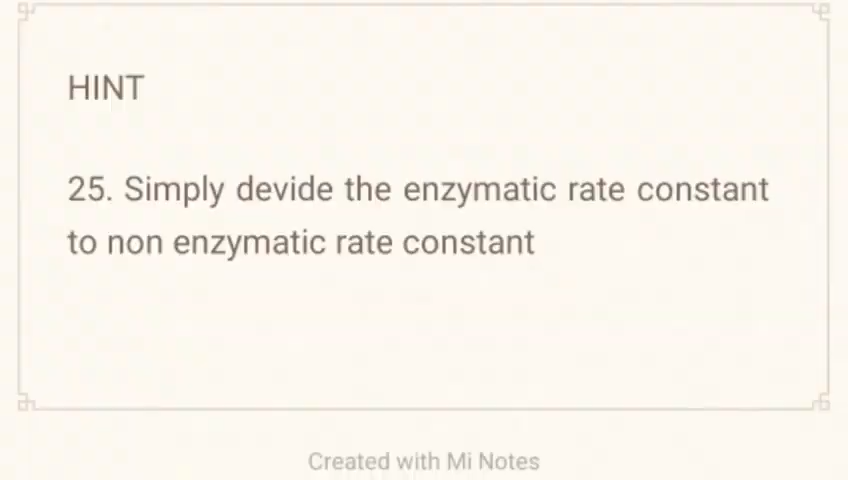 HINT
25. Simply devide the enzymatic rate constant
to non enzymatic rate constant
Created with Mi Notes